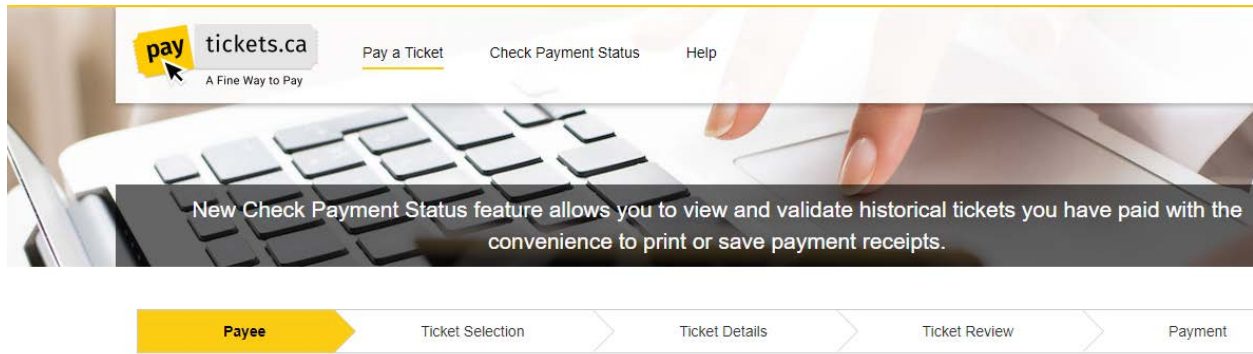 pay tickets.ca
A Fine Way to Pay
Pay a Ticket Check Payment Status Help
New Check Payment Status feature allows you to view and validate historical tickets you have paid with the
convenience to print or save payment receipts.
Payee Ticket Selection Ticket Details Ticket Review Payment